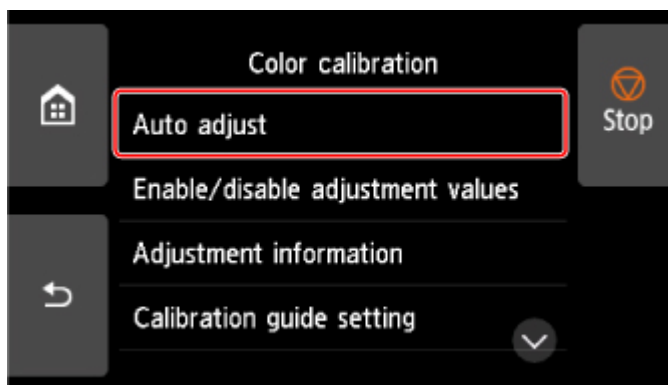 Color calibration
Auto adjust
Stop
Enable/disable adjustment values
Adjustment information
Calibration guide setting